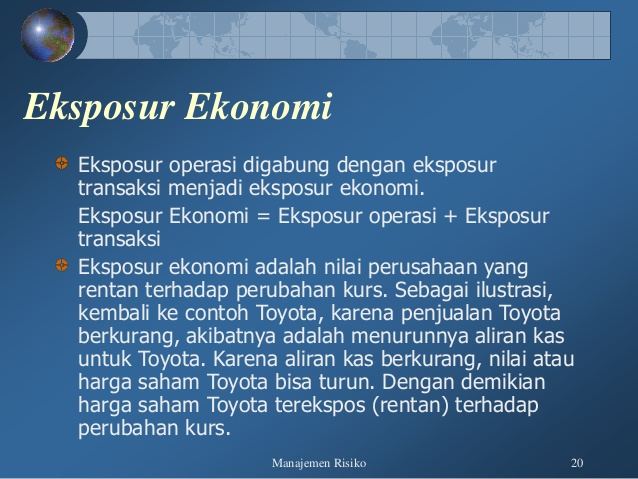 Eksposur Ekonomi
Eksposur operasi digabung dengan eksposur
transaksi menjadi eksposur ekonomi.
Eksposur Ekonomi = Eksposur operasi + Eksposur
transaksi
Eksposur ekonomi adalah nilai perusahaan yang
rentan terhadap perubahan kurs. Sebagai ilustrasi,
kembali ke contoh Toyota, karena penjualan Toyota
berkurang, akibatnya adalah menurunnya aliran kas
untuk Toyota. Karena aliran kas berkurang, nilai atau
harga saham Toyota bisa turun. Dengan demikian
harga saham Toyota terekspos (rentan) terhadap
perubahan kurs.
Manajemen Risiko 20